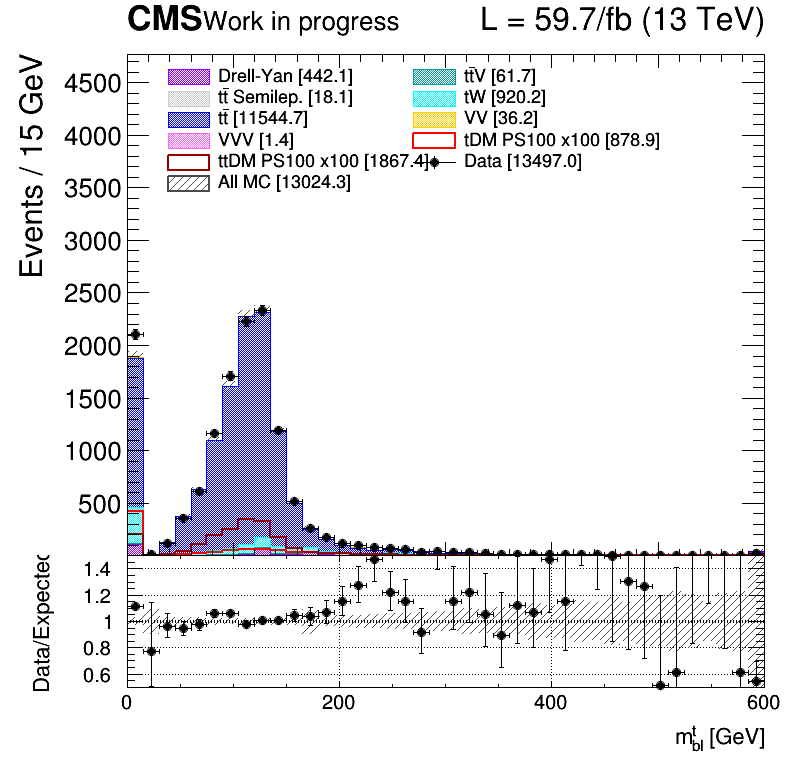 CMS Work in progress L = 59.7/fb (13 TeV)
Events / 15 GeV
4500
4000
3500
3000
2500
2000
1500
1000
500
Drell-Yan [442.1]
tt̄ Semilep. [18.1]
tt̄ [11544.7]
VVV [1.4]
ttDM PS100 x100 [1867.4]
All MC [13024.3]
tt̄V [61.7]
tW [920.2]
VV [36.2]
tDM PS100 x100 [878.9]
Data [13497.0]
Data/Expected
1.4
1.2
1
0.8
0.6
0 200 400 600
m^t_bl [GeV]